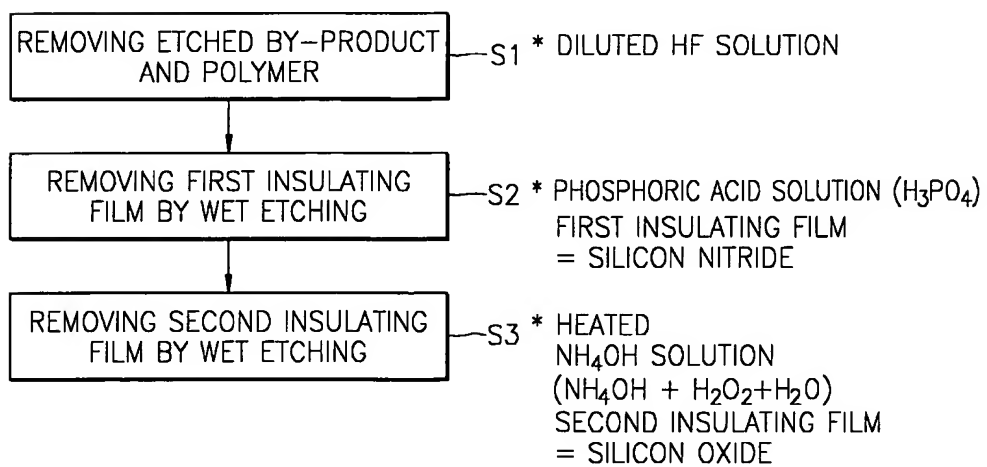 REMOVING ETCHED BY-PRODUCT
AND POLYMER
S1 * DILUTED HF SOLUTION
REMOVING FIRST INSULATING
FILM BY WET ETCHING
S2 * PHOSPHORIC ACID SOLUTION (H₃PO₄)
FIRST INSULATING FILM
= SILICON NITRIDE
REMOVING SECOND INSULATING
FILM BY WET ETCHING
S3 * HEATED
NH₄OH SOLUTION
(NH₄OH + H₂O₂+H₂O)
SECOND INSULATING FILM
= SILICON OXIDE